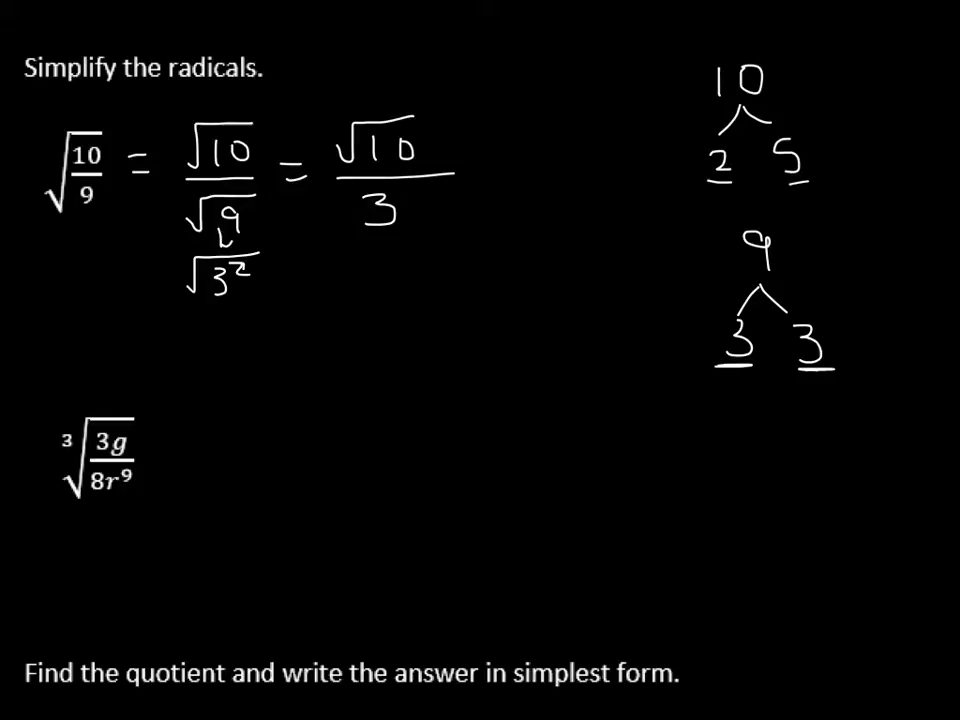 Simplify the radicals.
√(10/9) = √10/√9 = √10/3
√3²
10
2 5
9
3 3
³√(3g/8r⁹)
Find the quotient and write the answer in simplest form.